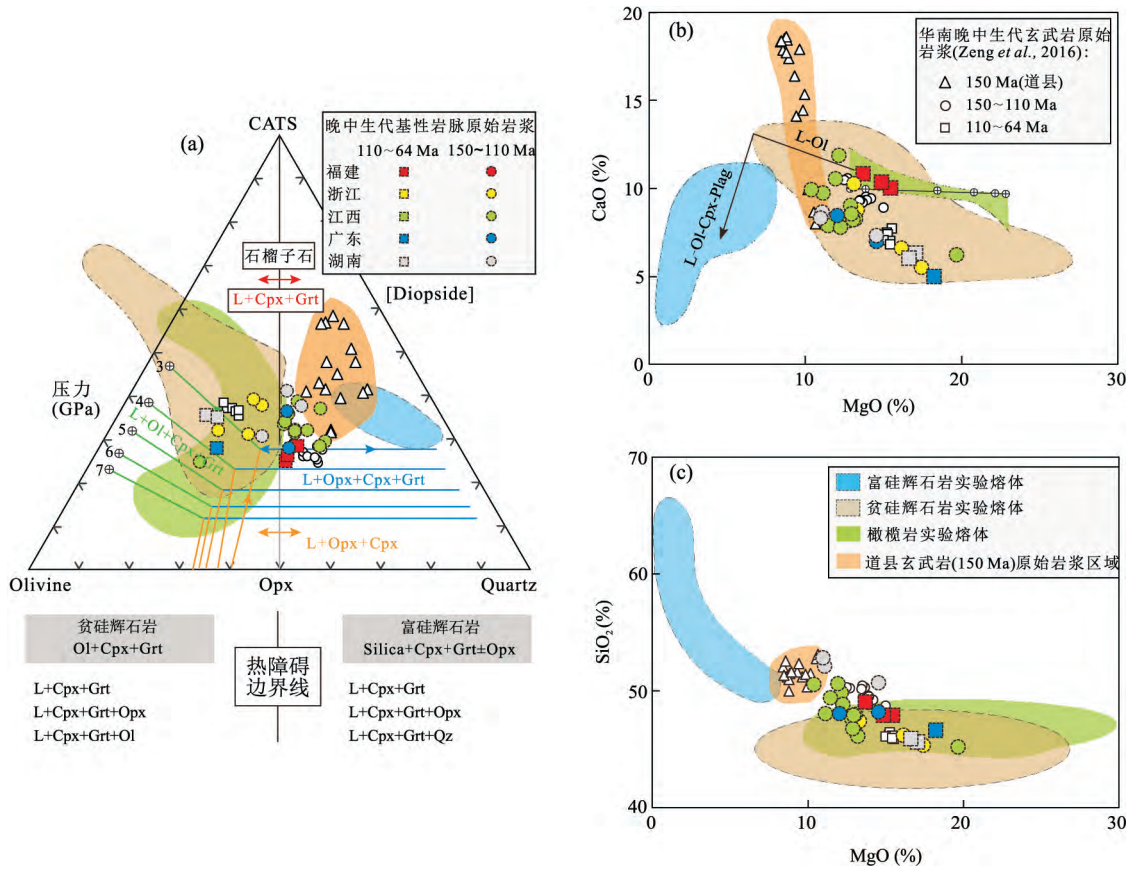 (a)
CATS
晚中生代基性岩脉原始岩浆
110~64 Ma 150~110 Ma
福建
浙江
江西
广东
湖南
石榴子石
[Diopside]
L+Cpx+Grt
压力
(GPa)
3
4
5
6
7
L+Ol+Cpx+Grt
L+Opx+Cpx+Grt
L+Opx+Cpx
Olivine
Opx
Quartz
贫硅辉石岩
Ol+Cpx+Grt
富硅辉石岩
Silica+Cpx+Grt±Opx
热障碍
边界线
L+Cpx+Grt
L+Cpx+Grt+Opx
L+Cpx+Grt+Ol
L+Cpx+Grt
L+Cpx+Grt+Opx
L+Cpx+Grt+Qz
(b)
华南晚中生代玄武岩原始
岩浆(Zeng et al., 2016):
150 Ma(道县)
150~110 Ma
110~64 Ma
L-Ol
L-Ol-Cpx-Plag
CaO (%)
20
15
10
5
0
0 10 20 30
MgO (%)
(c)
富硅辉石岩实验熔体
贫硅辉石岩实验熔体
橄榄岩实验熔体
道县玄武岩(150 Ma)原始岩浆区域
SiO2(%)
70
60
50
40
0 10 20 30
MgO (%)